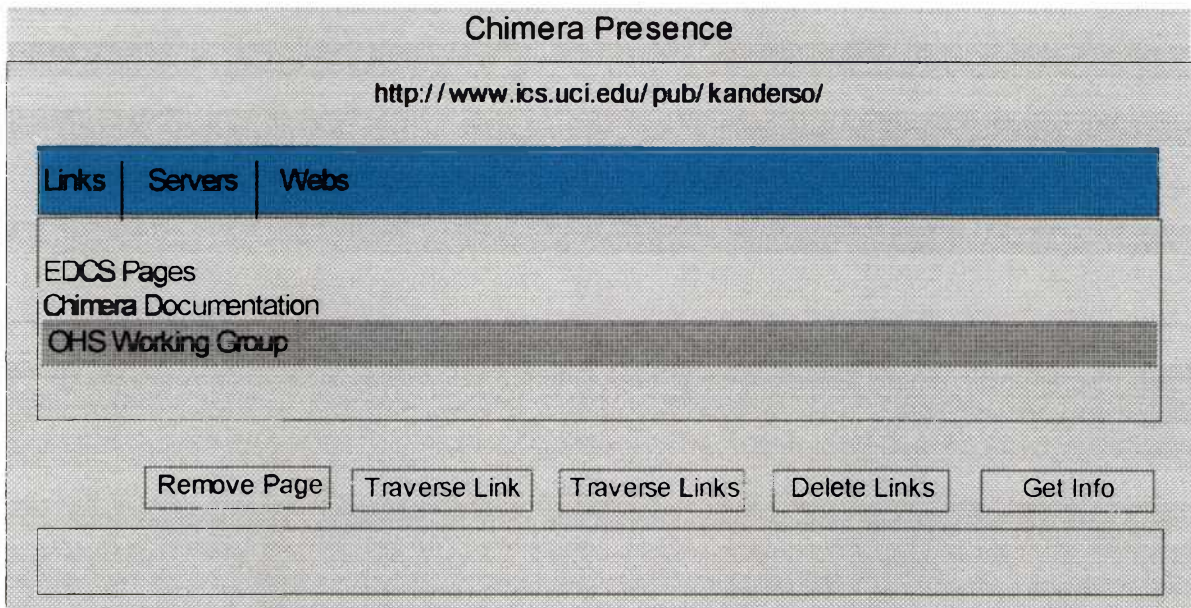 Chimera Presence
http://www.ics.uci.edu/pub/kanderso/
Links Servers Webs
EDCS Pages
Chimera Documentation
OHS Working Group
Remove Page Traverse Link Traverse Links Delete Links Get Info